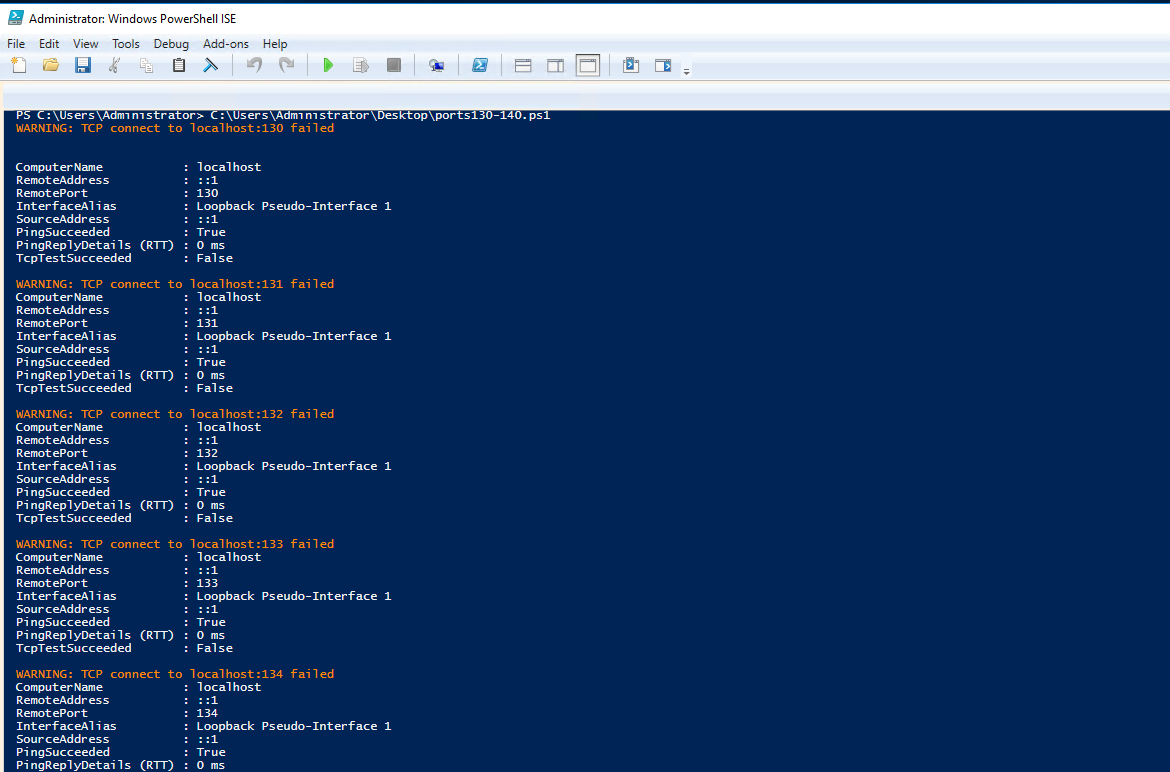 Administrator: Windows PowerShell ISE
File Edit View Tools Debug Add-ons Help
PS C:\Users\Administrator> C:\Users\Administrator\Desktop\ports130-140.ps1
WARNING: TCP connect to localhost:130 failed
ComputerName : localhost
RemoteAddress : ::1
RemotePort : 130
InterfaceAlias : Loopback Pseudo-Interface 1
SourceAddress : ::1
PingSucceeded : True
PingReplyDetails (RTT) : 0 ms
TcpTestSucceeded : False
WARNING: TCP connect to localhost:131 failed
ComputerName : localhost
RemoteAddress : ::1
RemotePort : 131
InterfaceAlias : Loopback Pseudo-Interface 1
SourceAddress : ::1
PingSucceeded : True
PingReplyDetails (RTT) : 0 ms
TcpTestSucceeded : False
WARNING: TCP connect to localhost:132 failed
ComputerName : localhost
RemoteAddress : ::1
RemotePort : 132
InterfaceAlias : Loopback Pseudo-Interface 1
SourceAddress : ::1
PingSucceeded : True
PingReplyDetails (RTT) : 0 ms
TcpTestSucceeded : False
WARNING: TCP connect to localhost:133 failed
ComputerName : localhost
RemoteAddress : ::1
RemotePort : 133
InterfaceAlias : Loopback Pseudo-Interface 1
SourceAddress : ::1
PingSucceeded : True
PingReplyDetails (RTT) : 0 ms
TcpTestSucceeded : False
WARNING: TCP connect to localhost:134 failed
ComputerName : localhost
RemoteAddress : ::1
RemotePort : 134
InterfaceAlias : Loopback Pseudo-Interface 1
SourceAddress : ::1
PingSucceeded : True
PingReplyDetails (RTT) : 0 ms